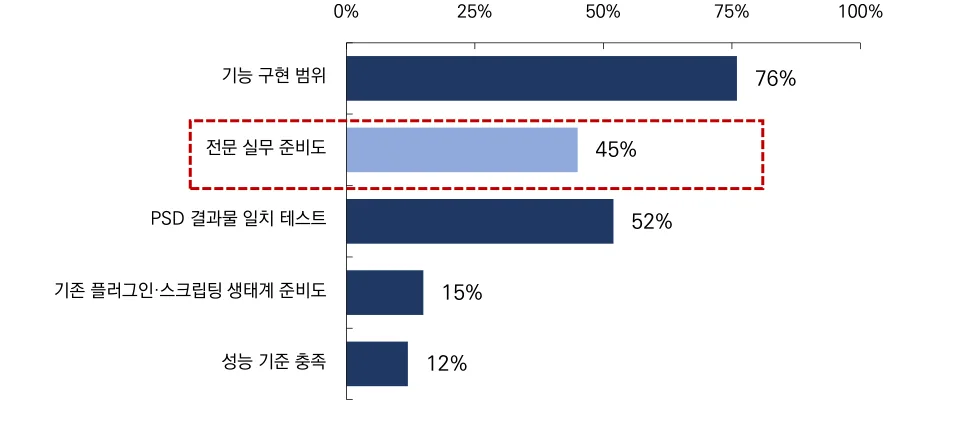 0% 25% 50% 75% 100%
기능 구현 범위 76%
전문 실무 준비도 45%
PSD 결과물 일치 테스트 52%
기존 플러그인·스크립팅 생태계 준비도 15%
성능 기준 충족 12%